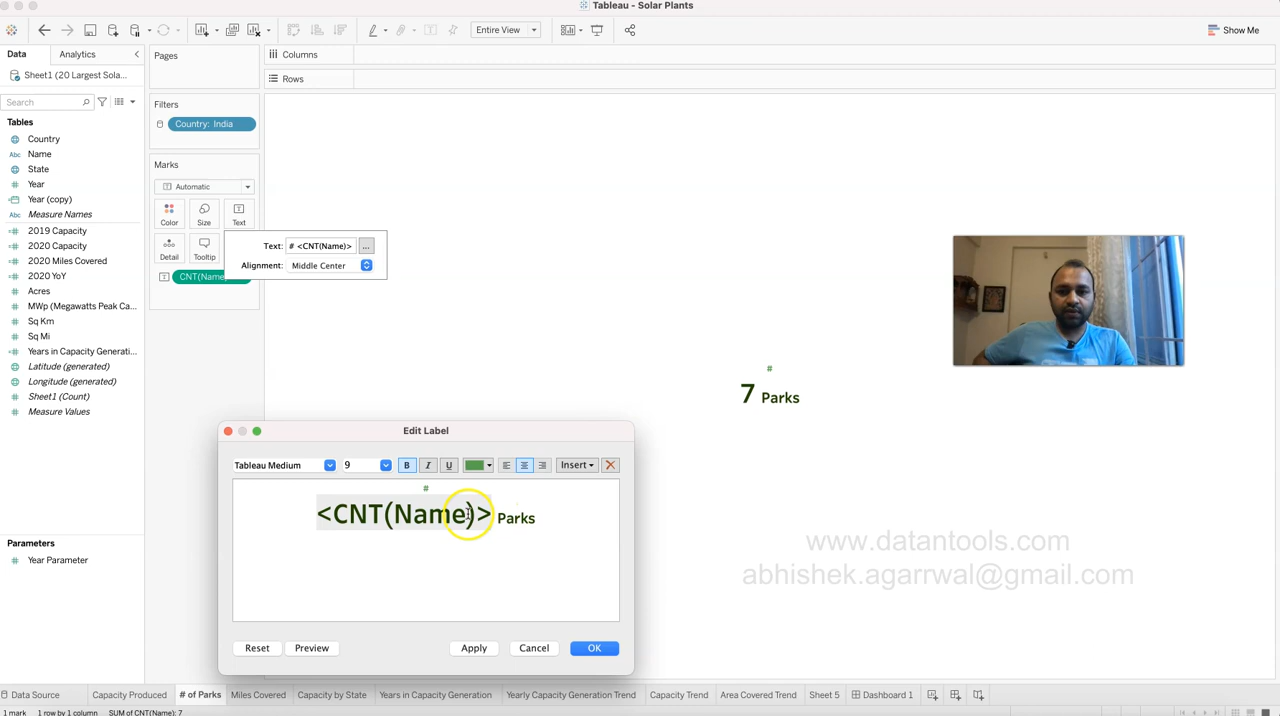 Tableau - Solar Plants
Entire View
Show Me
Data
Analytics
Pages
Columns
Rows
Sheet1 (20 Largest Sola...
Search
Filters
Country: India
Tables
Country
Name
State
Year
Year (copy)
Measure Names
2019 Capacity
2020 Capacity
2020 Miles Covered
2020 YoY
Acres
MWp (Megawatts Peak Ca...
Sq Km
Sq Mi
Years in Capacity Generati...
Latitude (generated)
Longitude (generated)
Sheet1 (Count)
Measure Values
Marks
Automatic
Color
Size
Text
Detail
Tooltip
CNT(Name
Text: # <CNT(Name)> ...
Alignment: Middle Center
#
7 Parks
Edit Label
Tableau Medium
9
B
I
U
Insert
#
<CNT(Name)> Parks
Reset
Preview
Apply
Cancel
OK
www.datantools.com
abhishek.agarrwal@gmail.com
Parameters
Year Parameter
Data Source
Capacity Produced
# of Parks
Miles Covered
Capacity by State
Years in Capacity Generation
Yearly Capacity Generation Trend
Capacity Trend
Area Covered Trend
Sheet 5
Dashboard 1
1 mark
1 row by 1 column
SUM of CNT(Name): 7